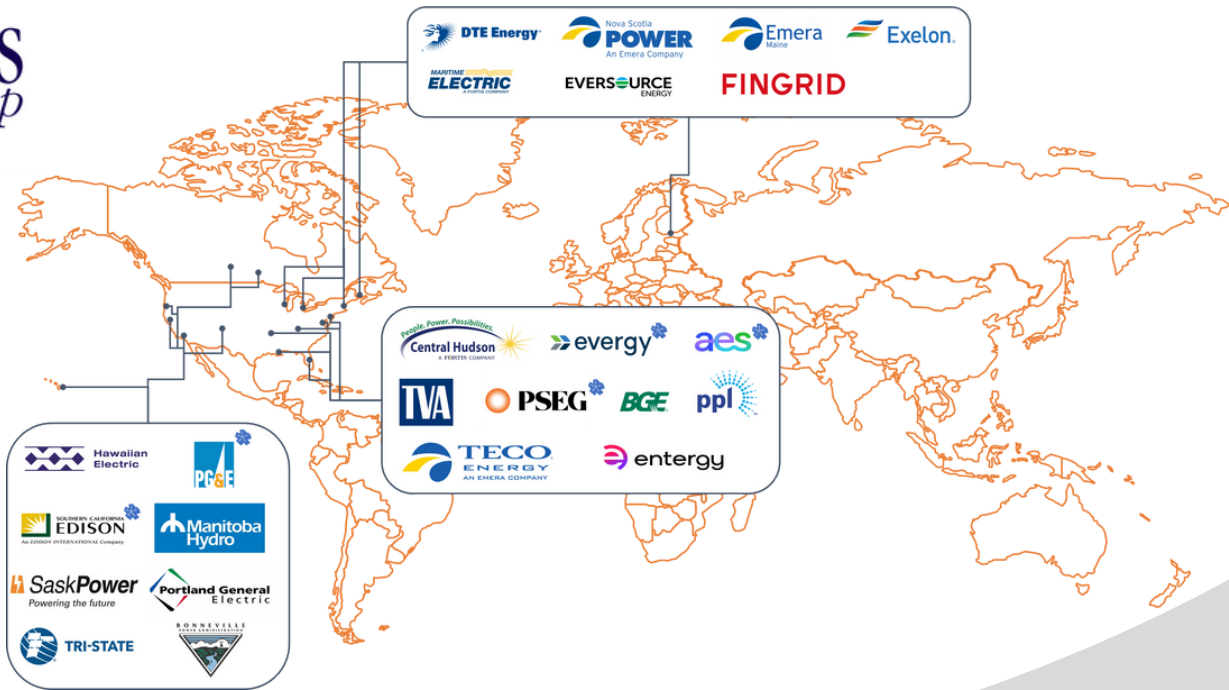 S
p
DTE Energy
Nova Scotia
POWER
An Emera Company
Emera
Maine
Exelon.
MARITIME
ELECTRIC
A FORTIS COMPANY
EVERSOURCE
ENERGY
FINGRID
People. Power. Possibilities.
Central Hudson
A FORTIS COMPANY
evergy
aes
TVA
PSEG
BGE
ppl
TECO
ENERGY
AN EMERA COMPANY
entergy
Hawaiian
Electric
PG&E
SOUTHERN CALIFORNIA
EDISON
An EDISON INTERNATIONAL Company
Manitoba
Hydro
SaskPower
Powering the future
Portland General
Electric
TRI-STATE
BONNEVILLE
POWER ADMINISTRATION